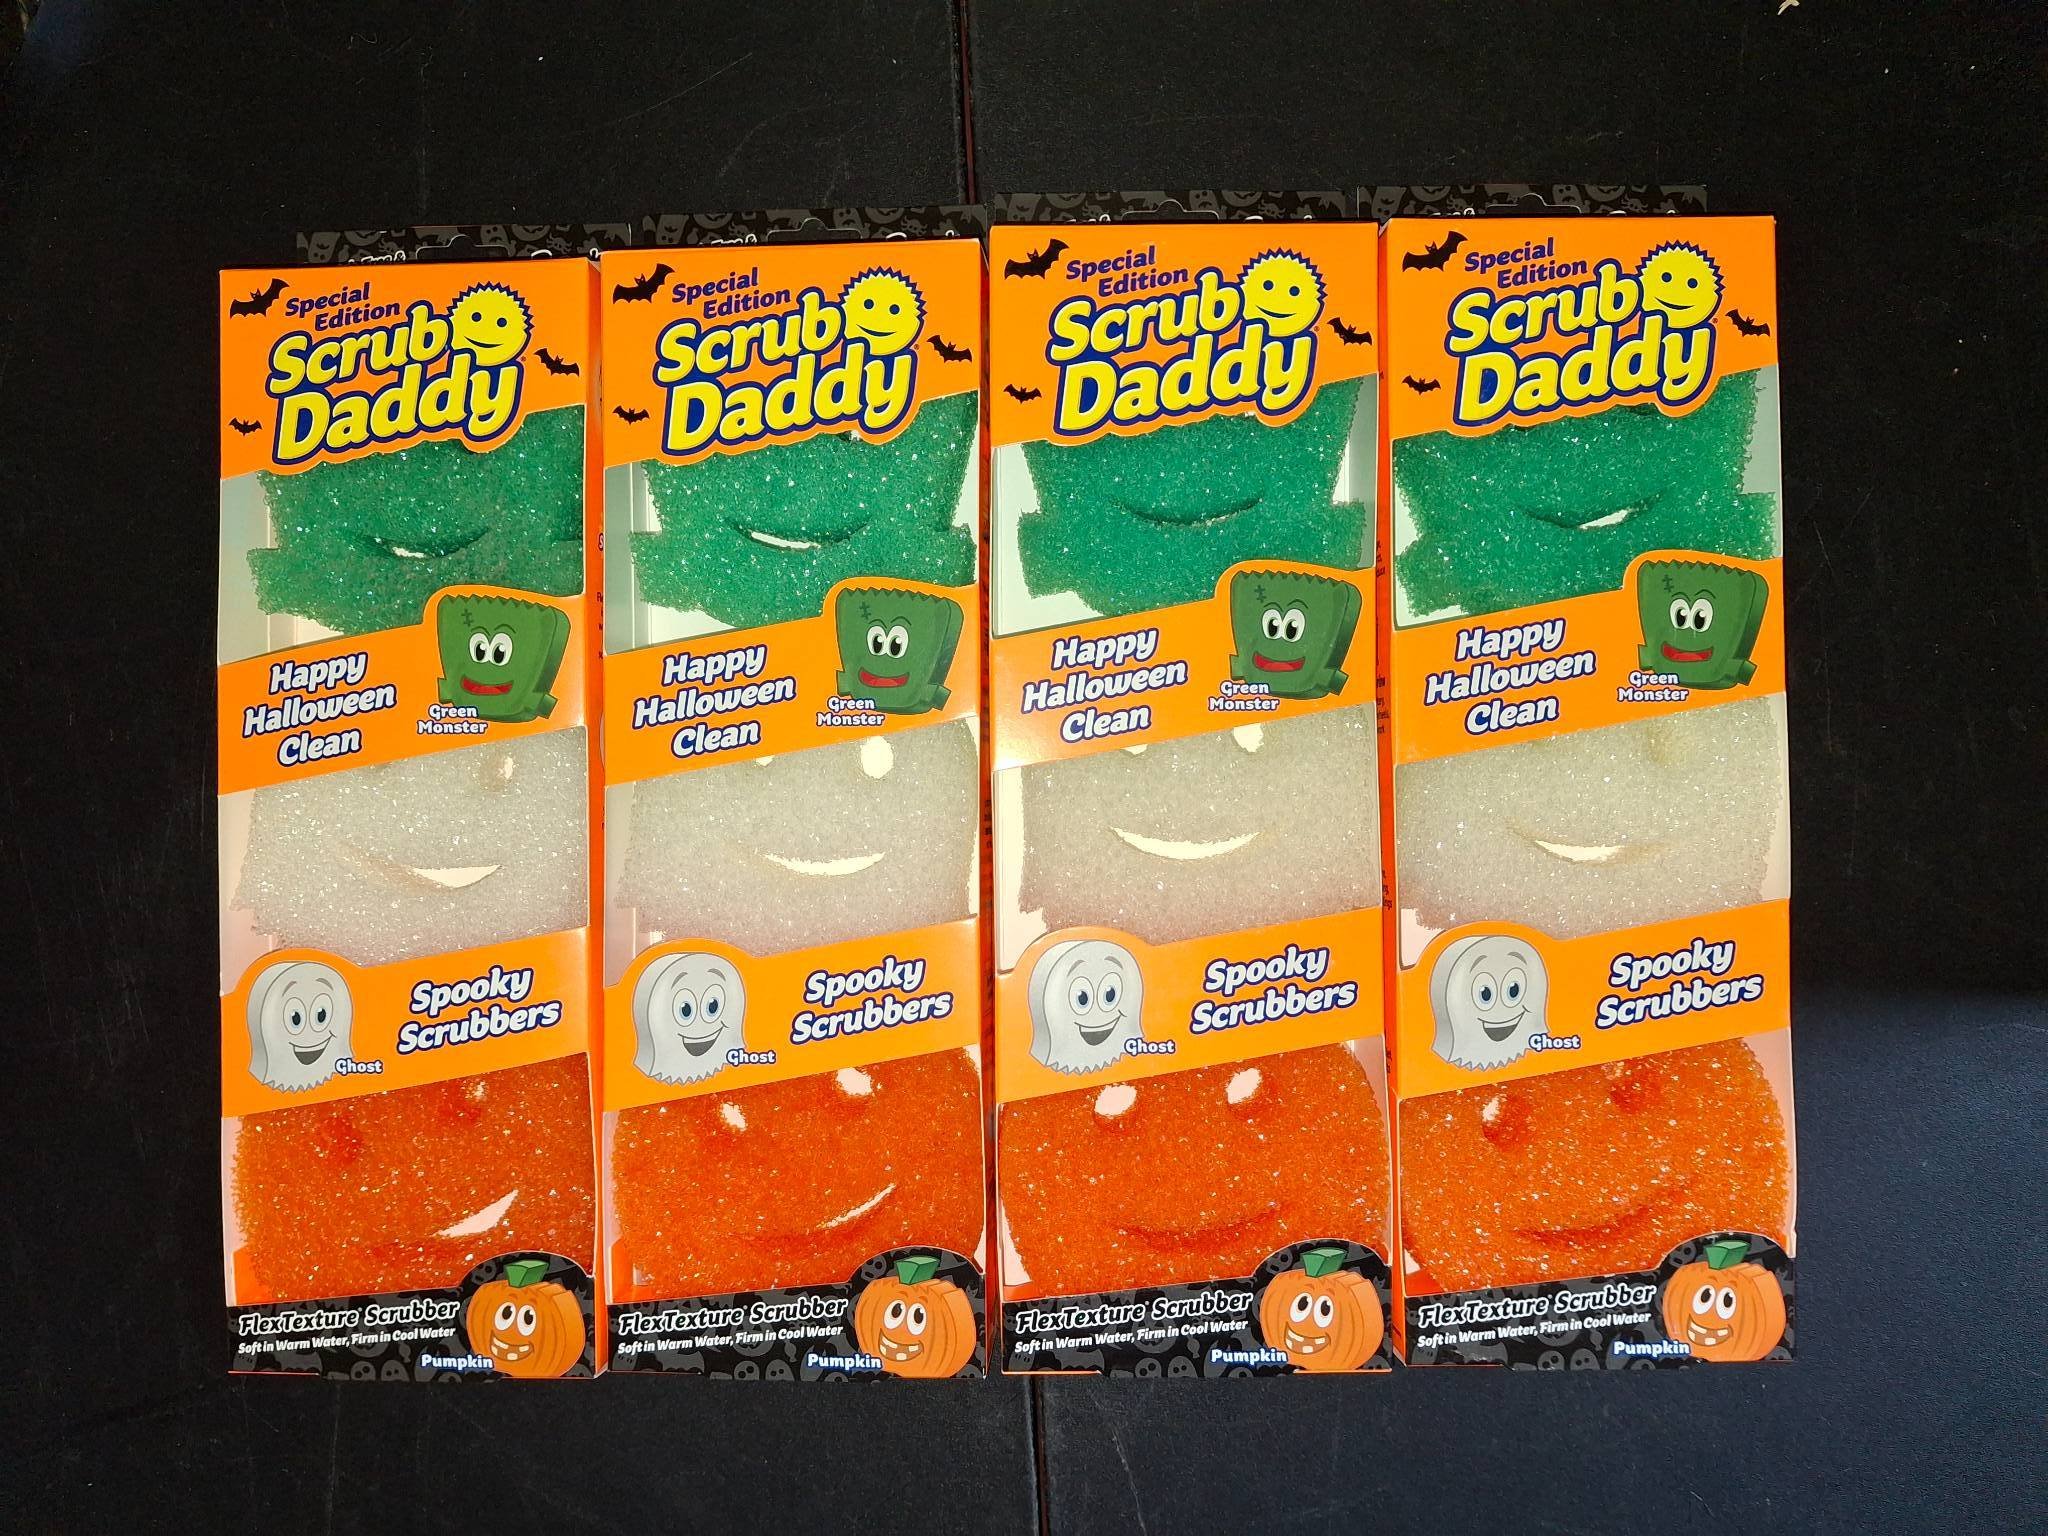 Special
Edition
Scrub
Daddy
Happy
Halloween
Clean
Green
Monster
Spooky
Scrubbers
Ghost
FlexTexture Scrubber
Soft in Warm Water, Firm in Cool Water
Pumpkin
Special
Edition
Scrub
Daddy®
Happy
Halloween
Clean
Green
Monster
Spooky
Scrubbers
Ghost
FlexTexture Scrubber
Soft in Warm Water, Firm in Cool Water
Pumpkin
Special
Edition
Scrub
Daddy®
Happy
Halloween
Clean
Green
Monster
Spooky
Scrubbers
Ghost
FlexTexture Scrubber
Soft in Warm Water, Firm in Cool Water
Pumpkin
Special
Edition
Scrub
Daddy®
Happy
Halloween
Clean
Green
Monster
Spooky
Scrubbers
Ghost
FlexTexture Scrubber
Soft in Warm Water, Firm in Cool Water
Pumpkin